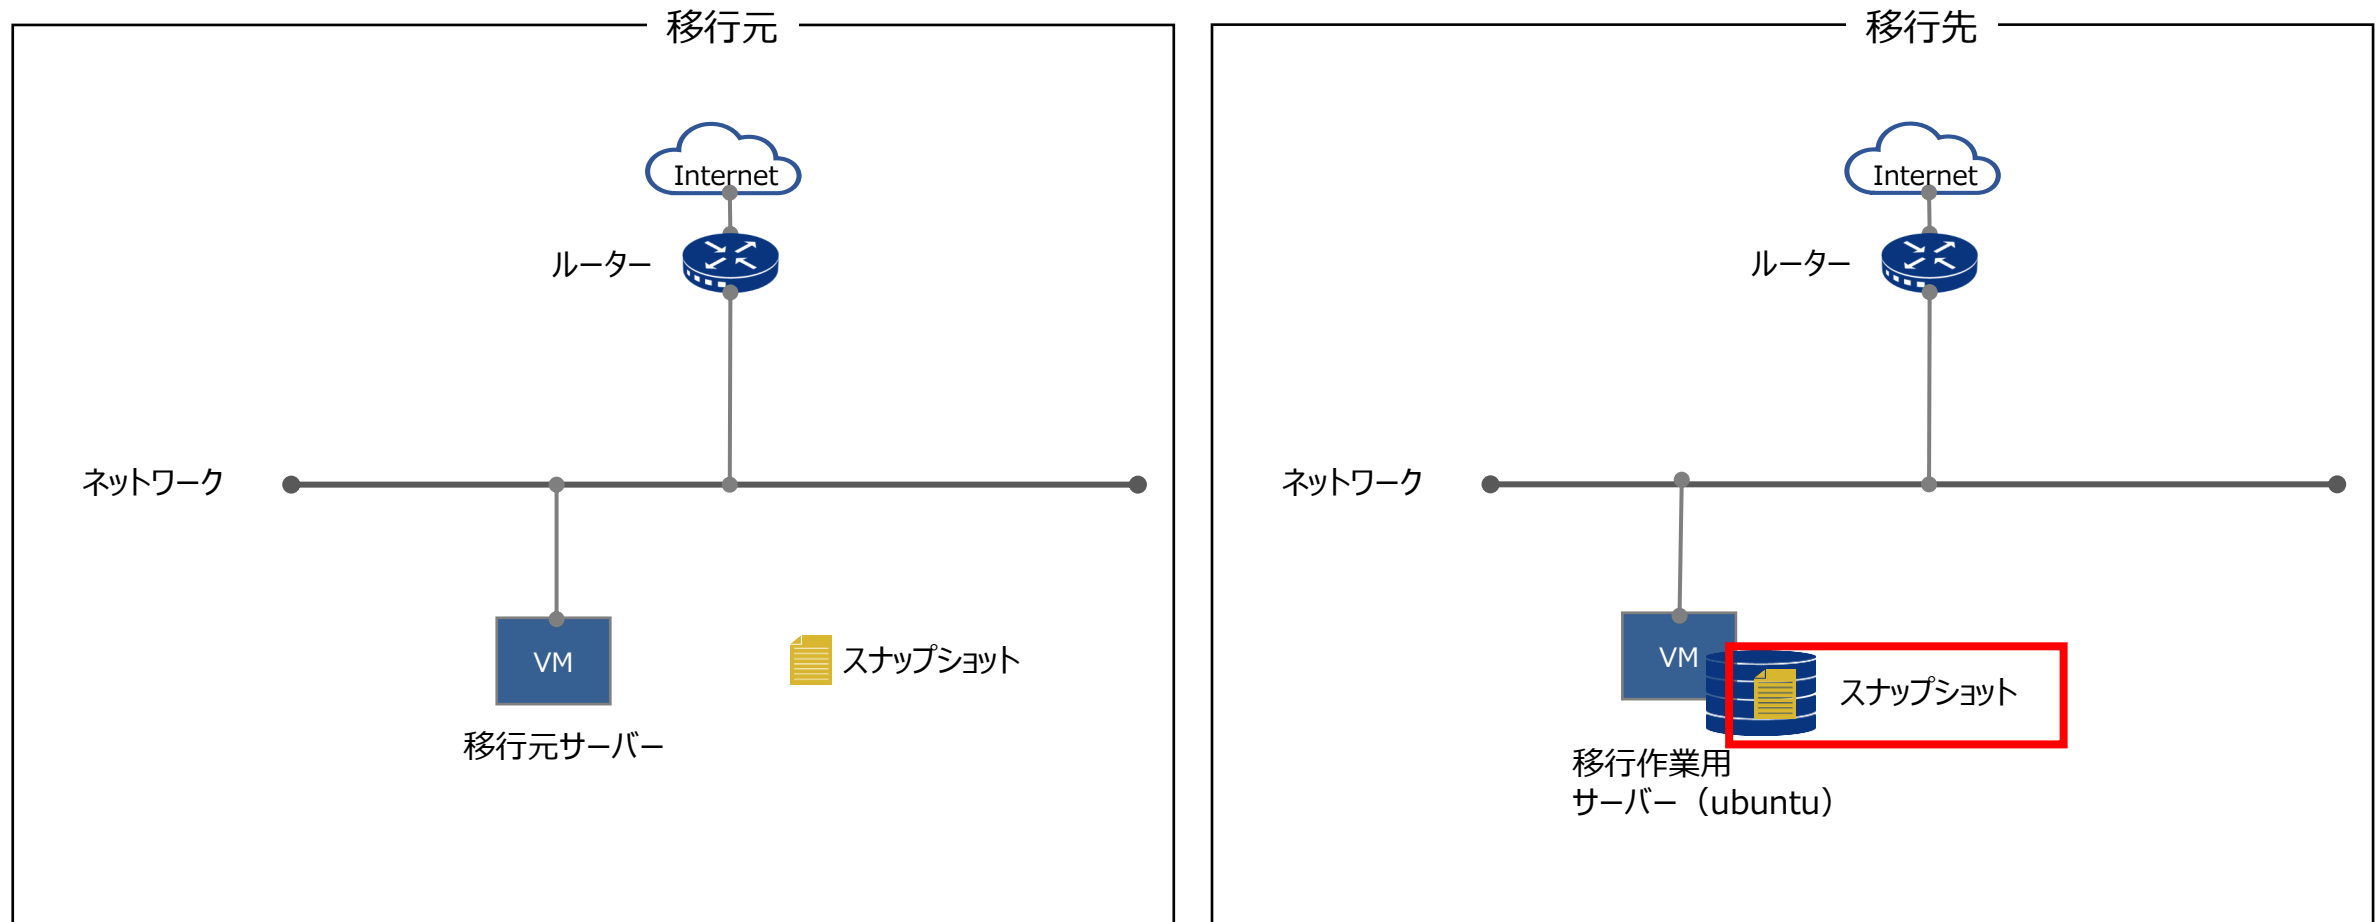 移行元
Internet
ルーター
ネットワーク
VM
スナップショット
移行元サーバー
移行先
Internet
ルーター
ネットワーク
VM
スナップショット
移行作業用
サーバー（ubuntu）